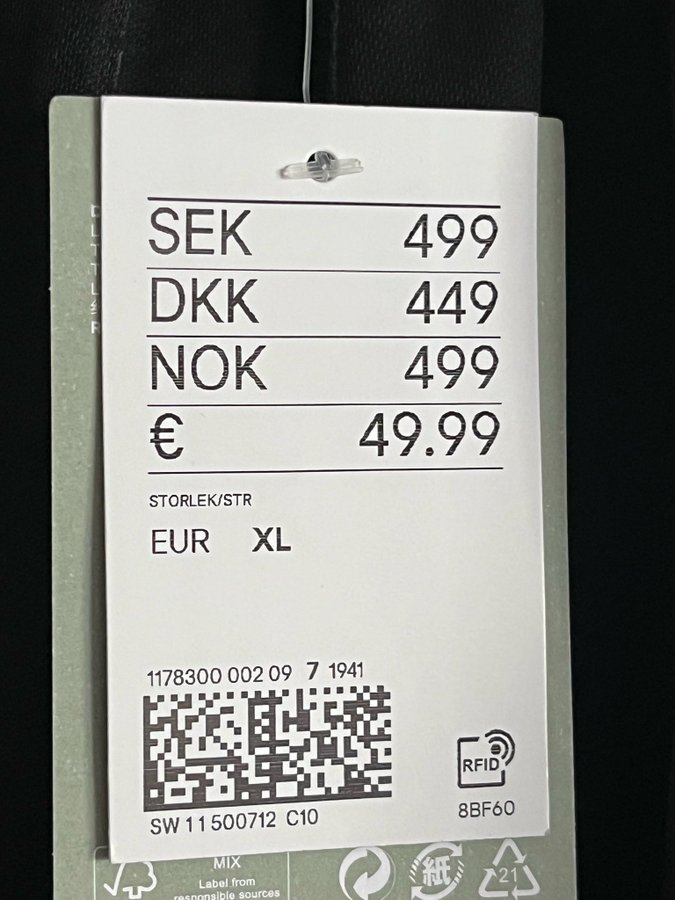 SEK 499
DKK 449
NOK 499
€ 49.99
STORLEK/STR
EUR XL
1178300 002 09 7 1941
RFID
SW 11 500712 C10
8BF60
MIX
Label from
responsible sources
紙
21